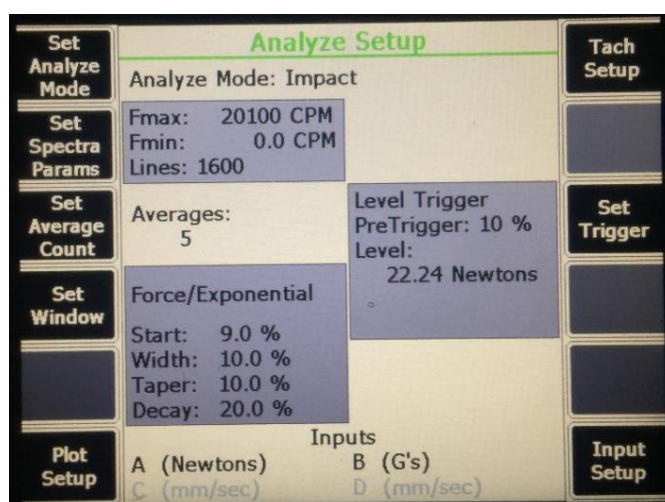 Analyze Setup
Set
Analyze
Mode
Analyze Mode: Impact
Tach
Setup
Set
Spectra
Params
Fmax: 20100 CPM
Fmin: 0.0 CPM
Lines: 1600
Set
Average
Count
Averages:
5
Level Trigger
PreTrigger: 10 %
Level:
22.24 Newtons
Set
Trigger
Set
Window
Force/Exponential
Start: 9.0 %
Width: 10.0 %
Taper: 10.0 %
Decay: 20.0 %
Plot
Setup
Inputs
A (Newtons) B (G's)
C (mm/sec) D (mm/sec)
Input
Setup